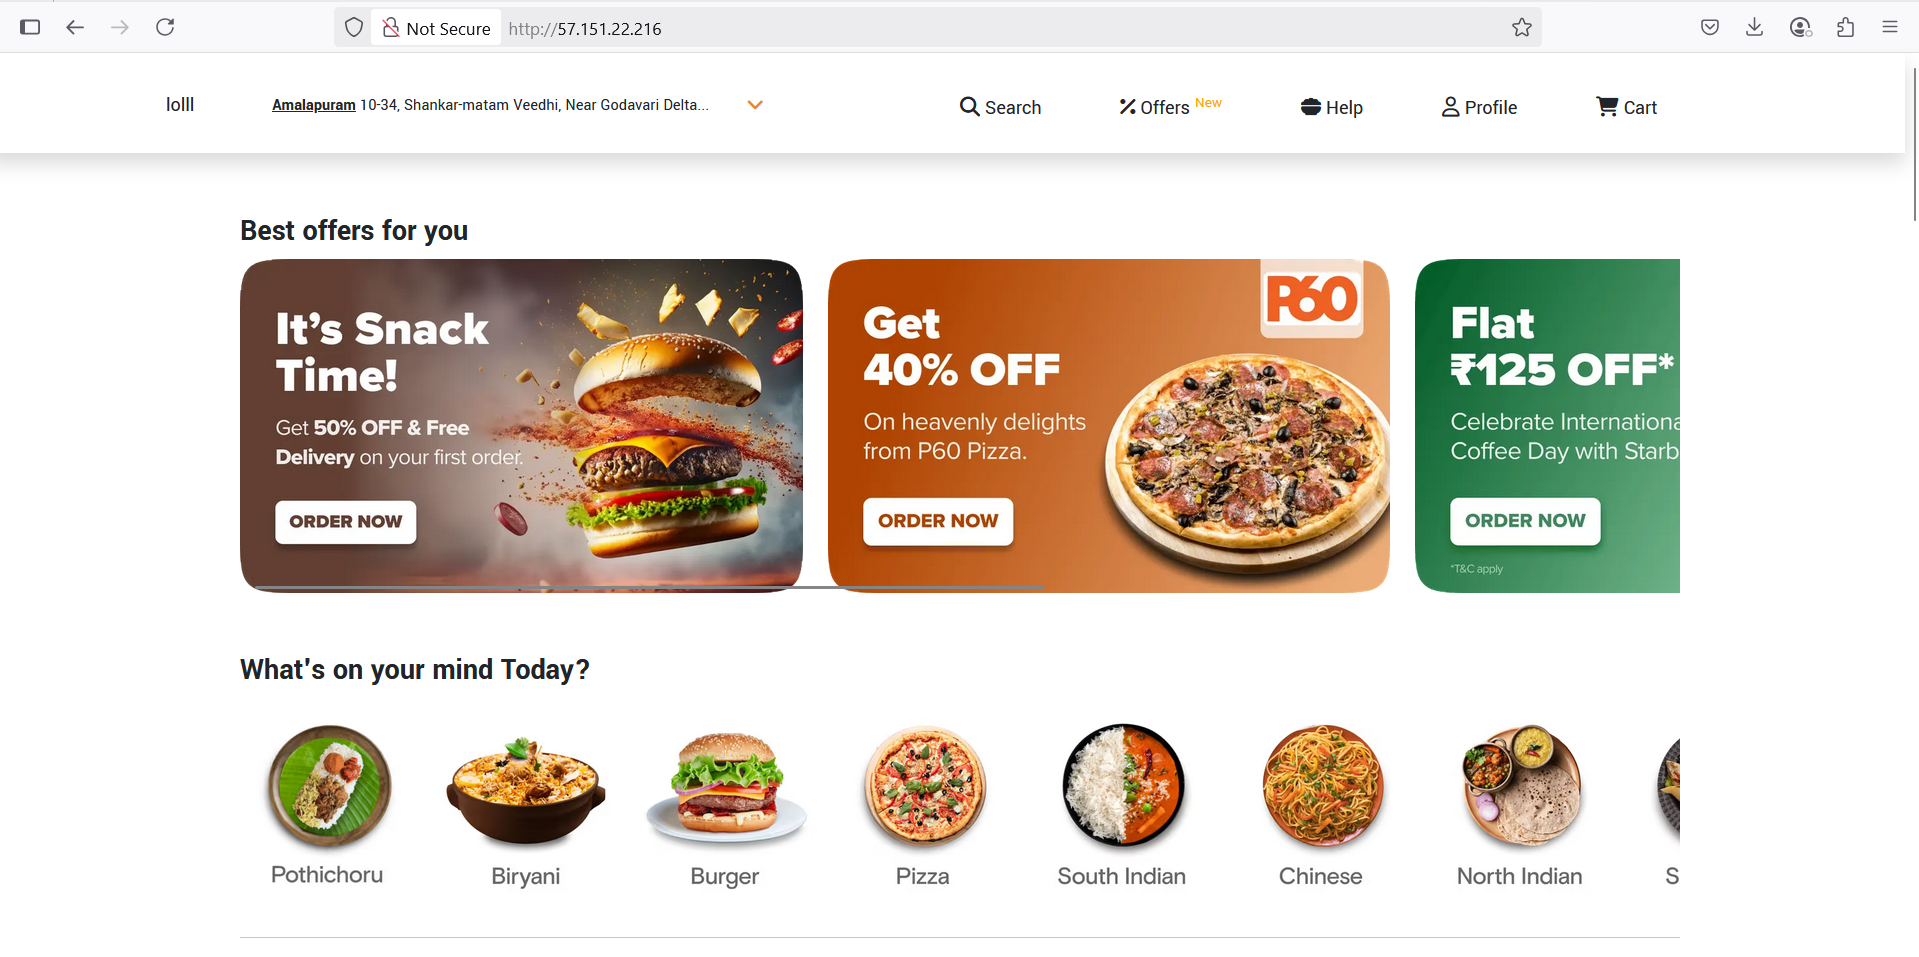 Not Secure
http://57.151.22.216
lolll
Amalapuram 10-34, Shankar-matam Veedhi, Near Godavari Delta...
Search
Offers New
Help
Profile
Cart
Best offers for you
It's Snack
Time!
Get 50% OFF & Free
Delivery on your first order.
ORDER NOW
P60
Get
40% OFF
On heavenly delights
from P60 Pizza.
ORDER NOW
Flat
₹125 OFF*
Celebrate Internationa
Coffee Day with Starb
ORDER NOW
*T&C apply
What's on your mind Today?
Pothichoru
Biryani
Burger
Pizza
South Indian
Chinese
North Indian
S